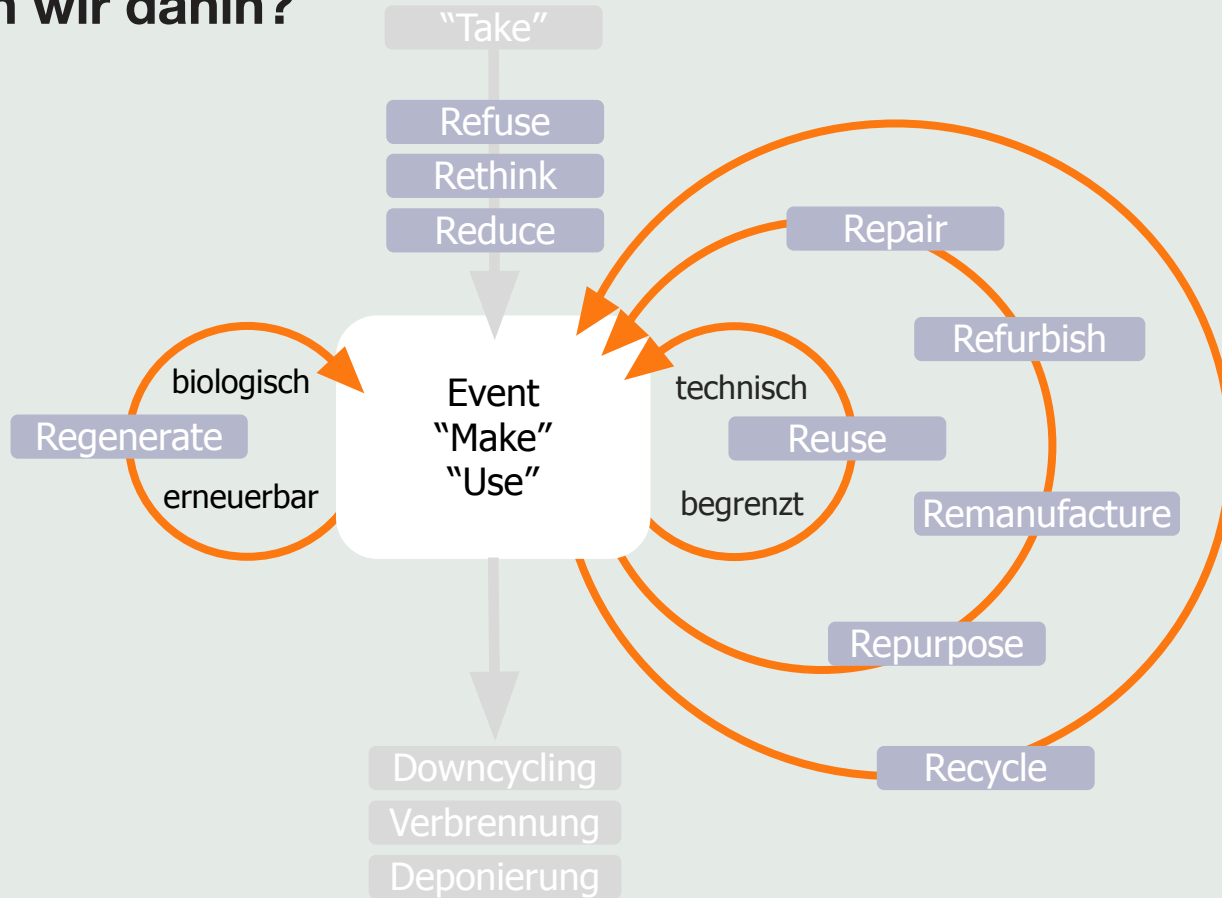 wir dahin?
“Take”
Refuse
Rethink
Reduce
Repair
Refurbish
biologisch
Event
technisch
Regenerate
“Make”
Reuse
“Use”
erneuerbar
begrenzt
Remanufacture
Repurpose
Downcycling
Recycle
Verbrennung
Deponierung